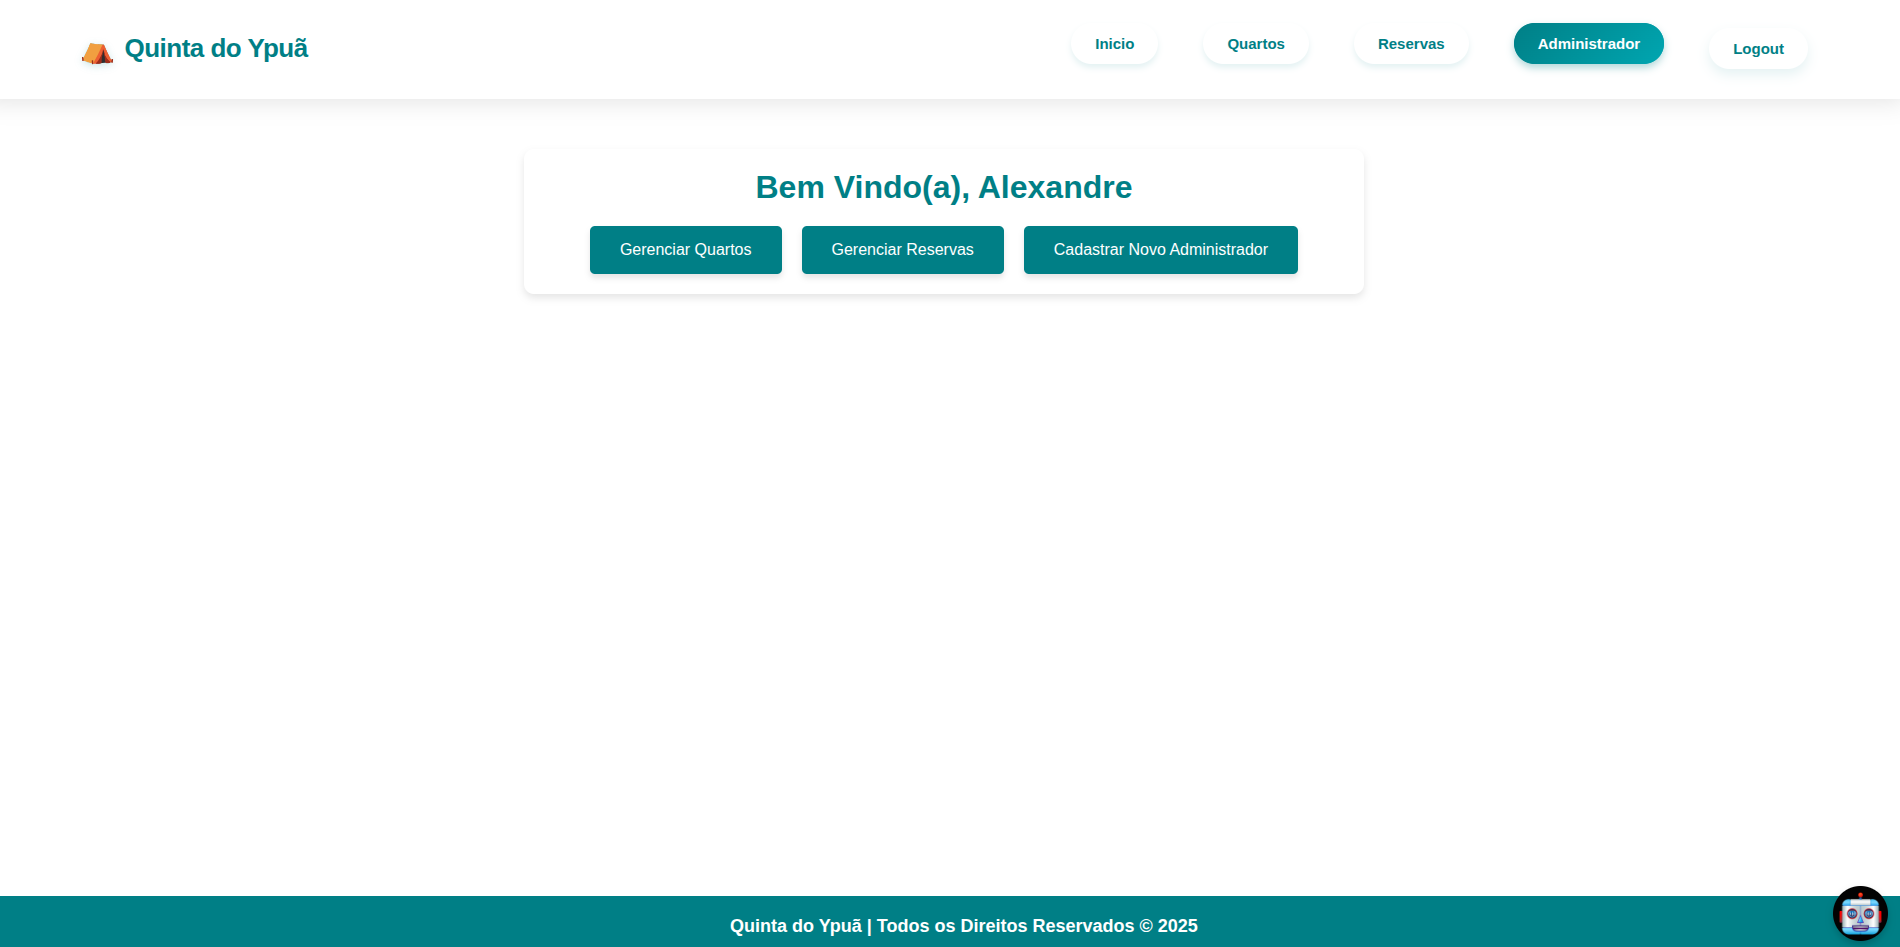 Quinta do Ypuã
Inicio
Quartos
Reservas
Administrador
Logout
Bem Vindo(a), Alexandre
Gerenciar Quartos
Gerenciar Reservas
Cadastrar Novo Administrador
Quinta do Ypuã | Todos os Direitos Reservados © 2025